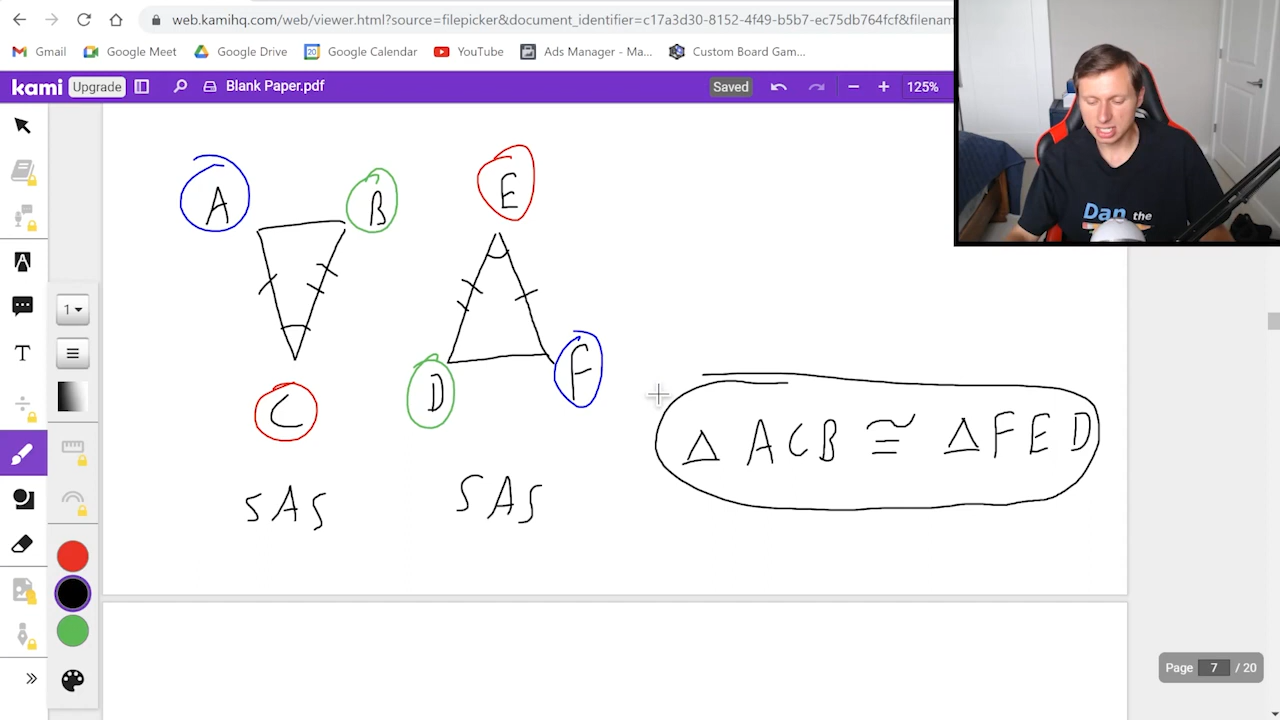 web.kamihq.com/web/viewer.html?source=filepicker&document_identifier=c17a3d30-8152-4f49-b5b7-ec75db764fcf&filenam
Gmail Google Meet Google Drive 20 Google Calendar YouTube Ads Manager - Ma... Custom Board Gam...
kami Upgrade Blank Paper.pdf Saved 125%
Dan the
A B E
C D F
SAS SAS
△ ACB ≅ △FED
A
T
1
Page 7 / 20